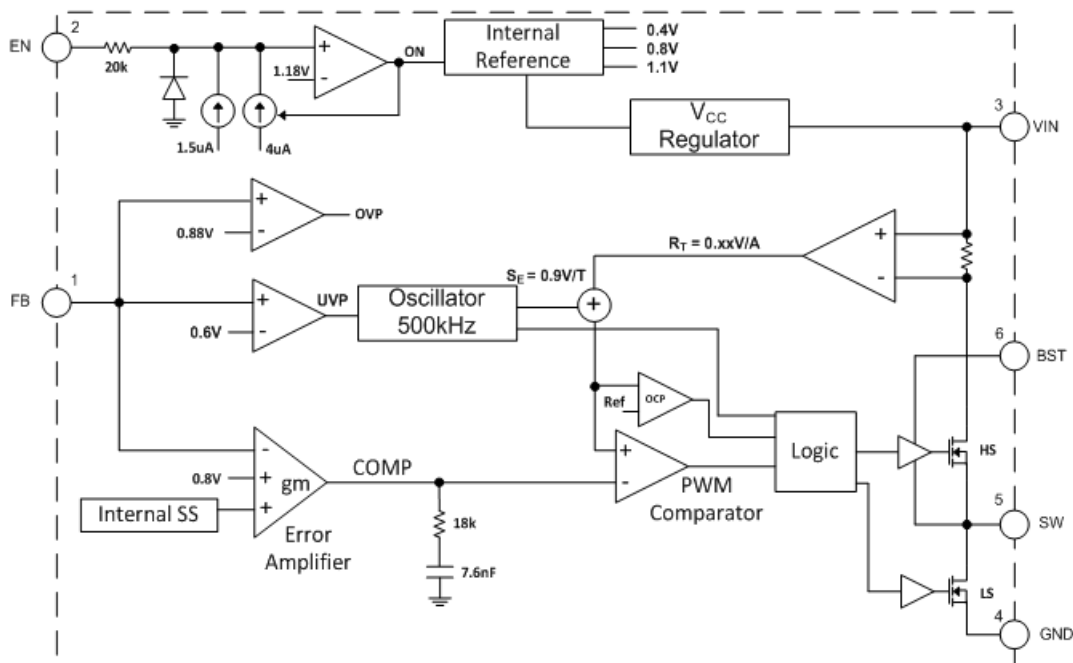 EN
2
20k
1.18V
+
-
ON
1.5uA
4uA
Internal
Reference
0.4V
0.8V
1.1V
VCC
Regulator
3
VIN
+
-
0.88V
OVP
RT = 0.xxV/A
+
-
FB
1
+
-
0.6V
UVP
Oscillator
500kHz
SE = 0.9V/T
+
6
BST
Ref
OCP
Logic
HS
-
0.8V
+
+
gm
Internal SS
Error
Amplifier
COMP
18k
7.6nF
+
-
PWM
Comparator
5
SW
LS
4
GND